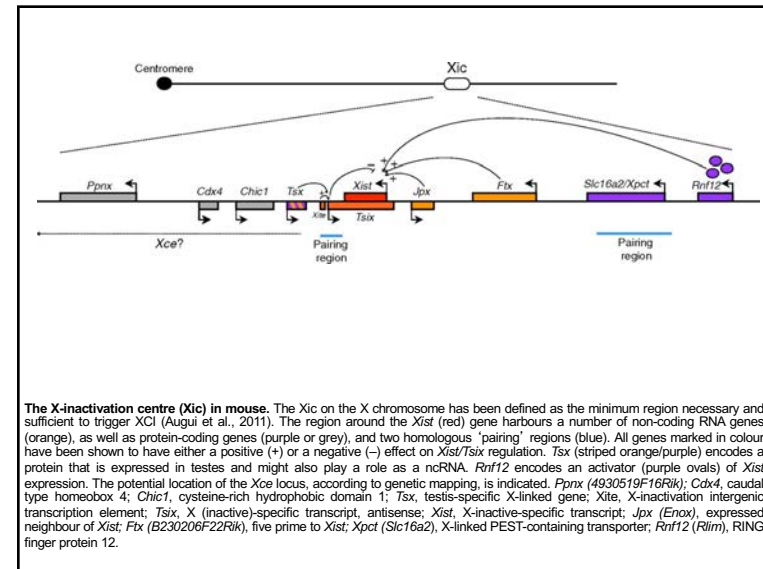 Centromere
Xic
Ppnx
Cdx4
Chic1
Tsx
+
Xite
–
+
+
+
Xist
Tsix
Jpx
Ftx
Slc16a2/Xpct
Rnf12
Xce?
Pairing
region
Pairing
region
The X-inactivation centre (Xic) in mouse. The Xic on the X chromosome has been defined as the minimum region necessary and
sufficient to trigger XCI (Augui et al., 2011). The region around the Xist (red) gene harbours a number of non-coding RNA genes
(orange), as well as protein-coding genes (purple or grey), and two homologous ‘pairing’ regions (blue). All genes marked in colour
have been shown to have either a positive (+) or a negative (–) effect on Xist/Tsix regulation. Tsx (striped orange/purple) encodes a
protein that is expressed in testes and might also play a role as a ncRNA. Rnf12 encodes an activator (purple ovals) of Xist
expression. The potential location of the Xce locus, according to genetic mapping, is indicated. Ppnx (4930519F16Rik); Cdx4, caudal
type homeobox 4; Chic1, cysteine-rich hydrophobic domain 1; Tsx, testis-specific X-linked gene; Xite, X-inactivation intergenic
transcription element; Tsix, X (inactive)-specific transcript, antisense; Xist, X-inactive-specific transcript; Jpx (Enox), expressed
neighbour of Xist; Ftx (B230206F22Rik), five prime to Xist; Xpct (Slc16a2), X-linked PEST-containing transporter; Rnf12 (Rlim), RING
finger protein 12.